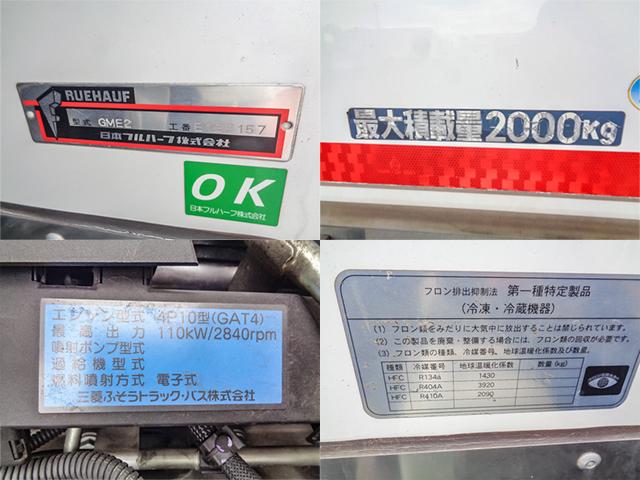 RUEHAUF
型式 GME2 工番
日本フルハーフ株式会社
OK
日本フルハーフ株式会社
最大積載量2000Kg
エンジン型式 4P10型(GAT4)
最高出力 110kW/2840rpm
噴射ポンプ型式
過給機型式
燃料噴射方式 電子式
三菱ふそうトラック・バス株式会社
フロン排出抑制法 第一種特定製品
(冷凍・冷蔵機器)
(1) フロン類をみだりに大気中に放出することは禁じられています。
(2) この製品を廃棄・整備する場合には、フロン類の回収が必要です。
(3) フロン類の種類、冷媒番号、地球温暖化係数及び数量。
種類 冷媒番号 地球温暖化係数 数量(kg)
HFC R134a 1430
HFC R404A 3920
HFC R410A 2090